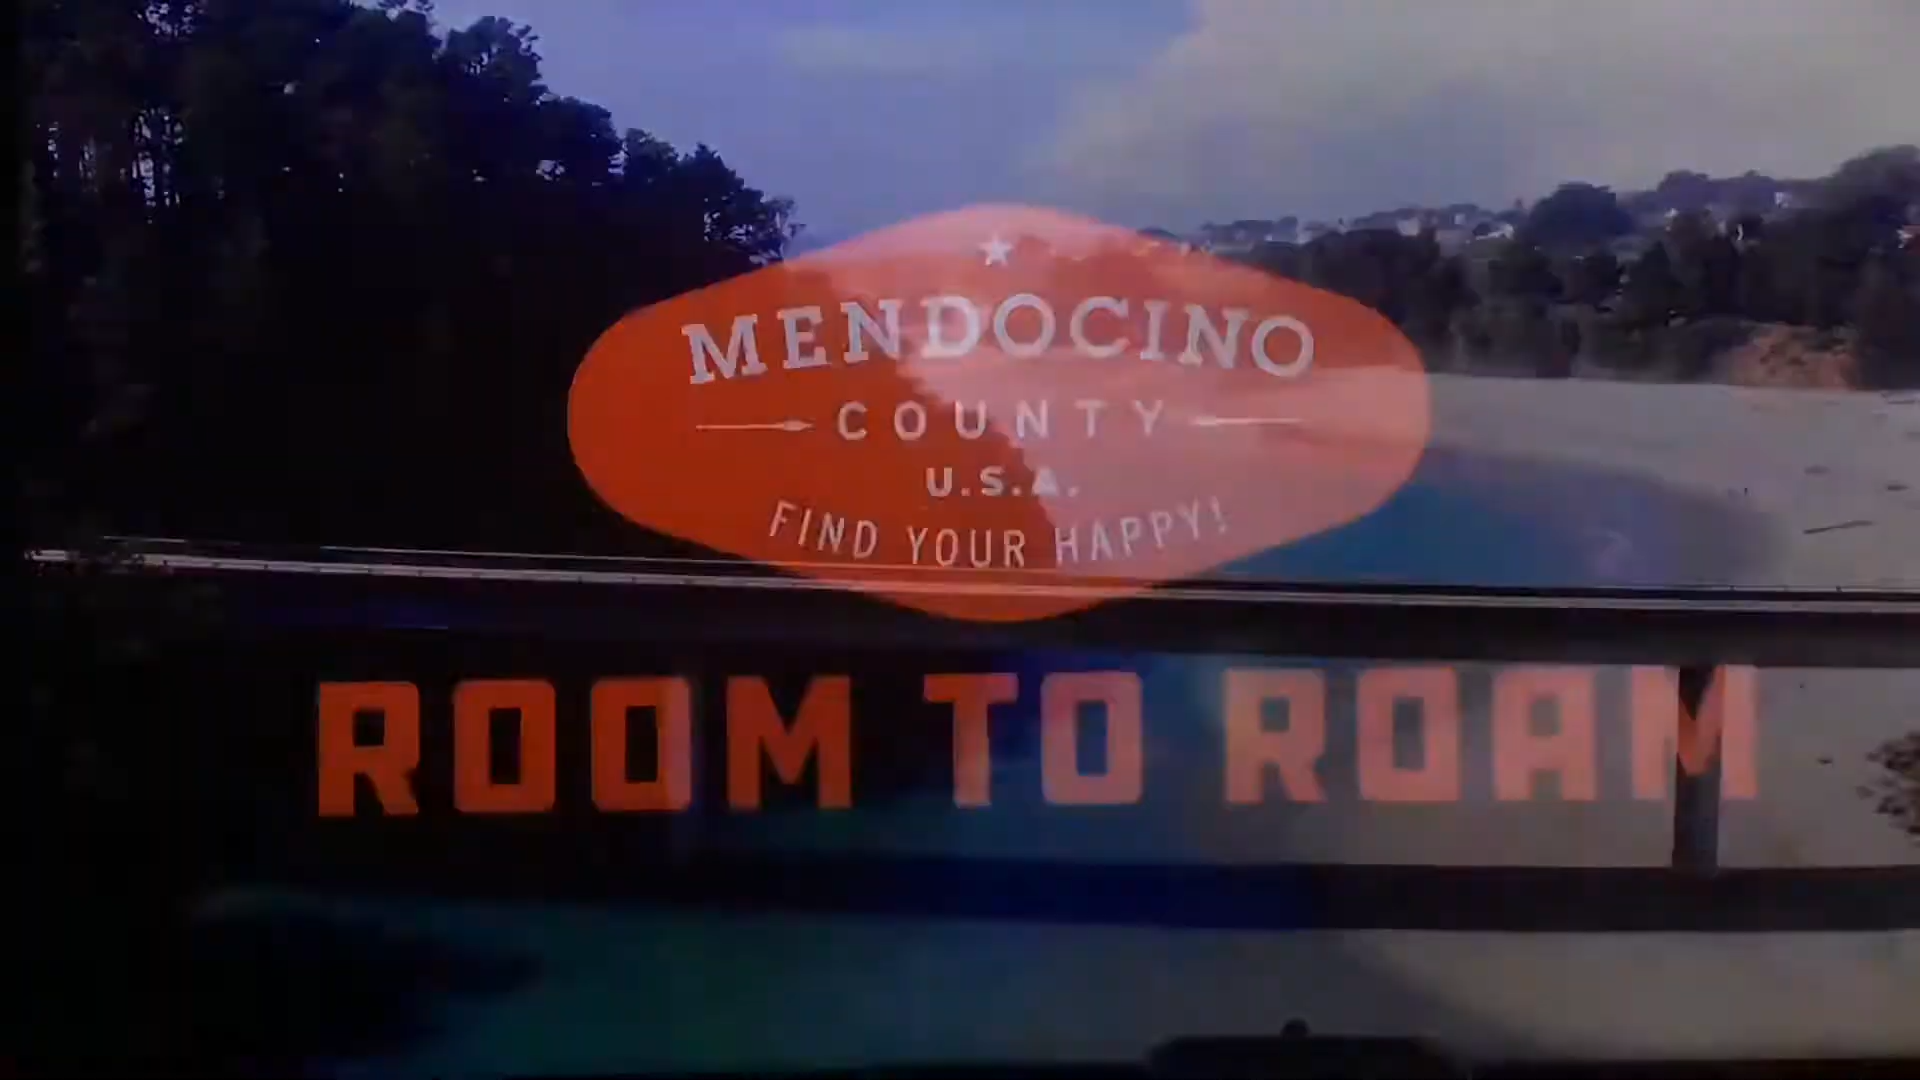 MENDOCINO
COUNTY
U.S.A.
FIND YOUR HAPPY!
ROOM TO ROAM